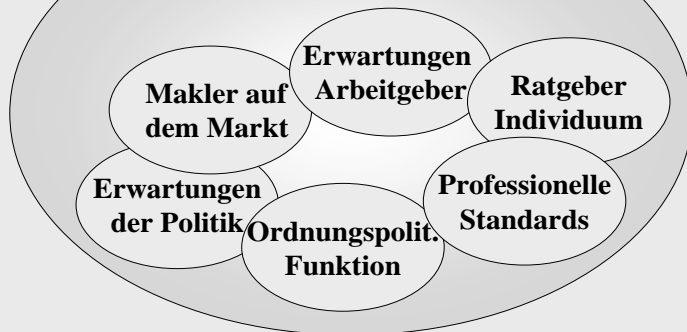 Erwartungen
Arbeitgeber
Makler auf
dem Markt
Ratgeber
Individuum
Erwartungen
der Politik
Professionelle
Standards
Ordnungspolit.
Funktion